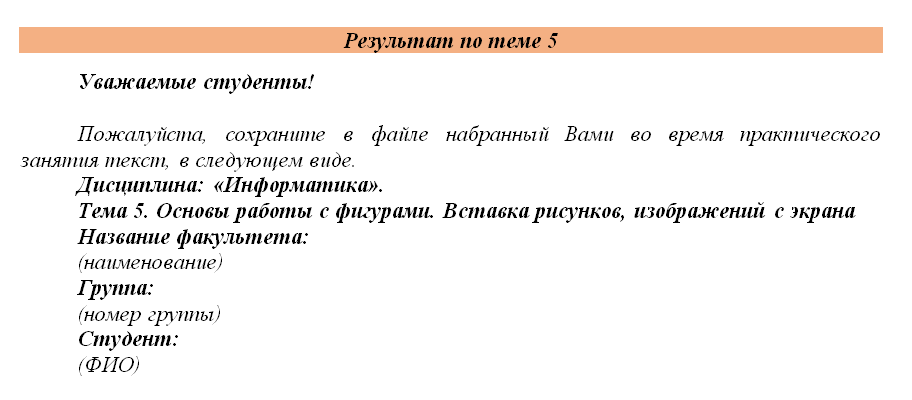 Результат по теме 5
Уважаемые студенты!
Пожалуйста, сохраните в файле набранный Вами во время практического
занятия текст, в следующем виде.
Дисциплина: «Информатика».
Тема 5. Основы работы с фигурами. Вставка рисунков, изображений с экрана
Название факультета:
(наименование)
Группа:
(номер группы)
Студент:
(ФИО)